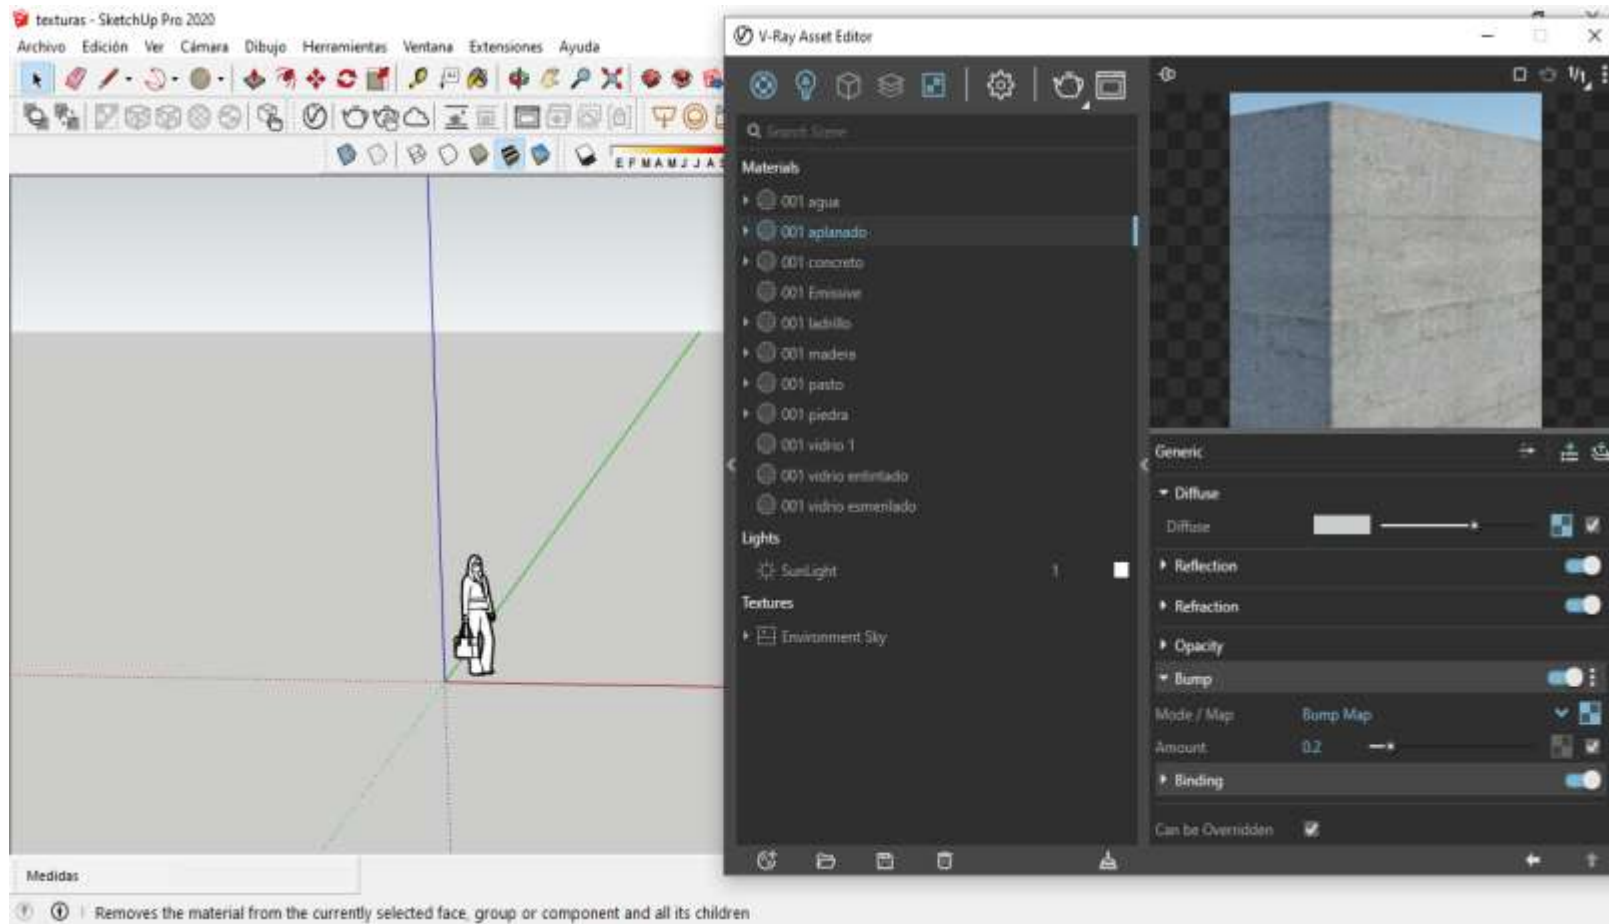 texturas - SketchUp Pro 2020
Archivo Edición Ver Cámara Dibujo Herramientas Ventana Extensiones Ayuda
E F M A M J J A S
V-Ray Asset Editor
1/1
Search Scene
Materials
001 agua
001 aplanado
001 concreto
001 Emissive
001 ladrillo
001 madera
001 pasto
001 piedra
001 vidrio 1
001 vidrio entintado
001 vidrio esmerilado
Lights
SunLight 1
Textures
Environment Sky
Generic
Diffuse
Diffuse
Reflection
Refraction
Opacity
Bump
Mode / Map Bump Map
Amount 0.2
Binding
Can be Overridden
Medidas
Removes the material from the currently selected face, group or component and all its children